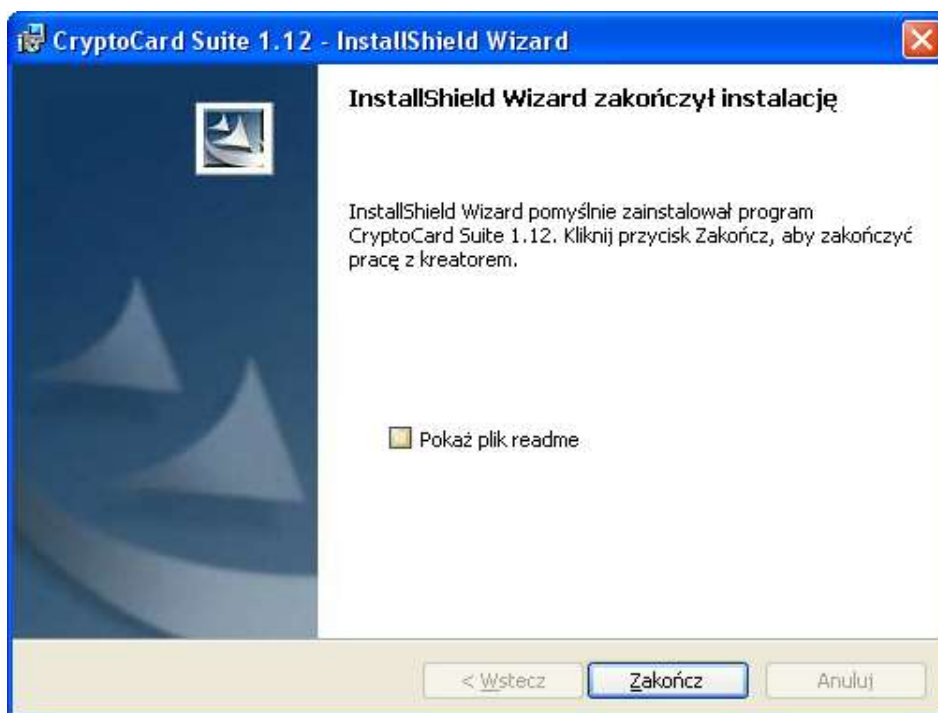 CryptoCard Suite 1.12 - InstallShield Wizard
InstallShield Wizard zakończył instalację
InstallShield Wizard pomyślnie zainstalował program
CryptoCard Suite 1.12. Kliknij przycisk Zakończ, aby zakończyć
pracę z kreatorem.
Pokaż plik readme
< Wstecz
Zakończ
Anuluj